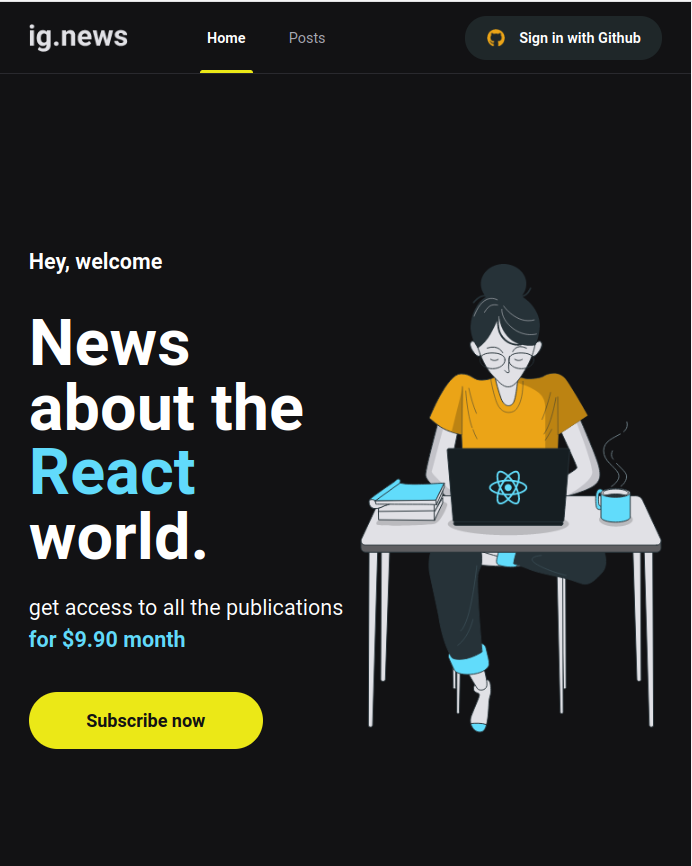 ig.news
Home
Posts
Sign in with Github
Hey, welcome
News
about the
React
world.
get access to all the publications
for $9.90 month
Subscribe now